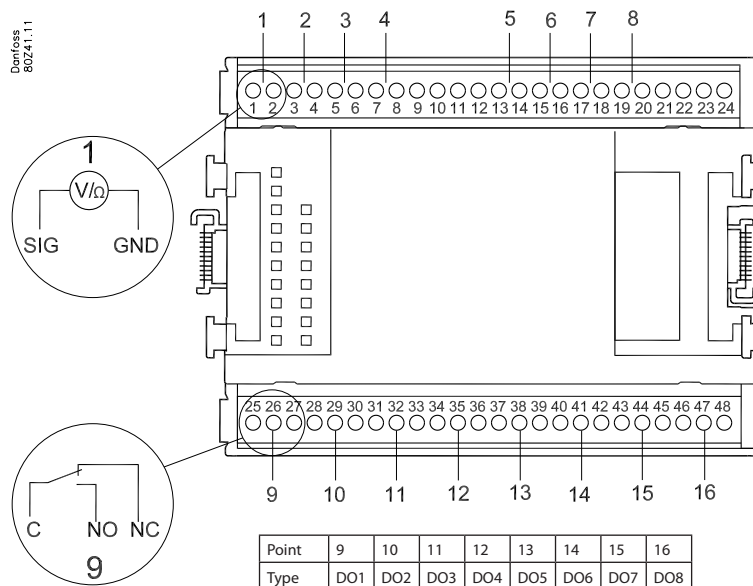 Danfoss
80Z41.11
1 2 3 4 5 6 7 8
1 2 3 4 5 6 7 8 9 10 11 12 13 14 15 16 17 18 19 20 21 22 23 24
1
V/Ω
SIG GND
25 26 27 28 29 30 31 32 33 34 35 36 37 38 39 40 41 42 43 44 45 46 47 48
9 10 11 12 13 14 15 16
C NO NC
9
Point 9 10 11 12 13 14 15 16
Type DO1 DO2 DO3 DO4 DO5 DO6 DO7 DO8